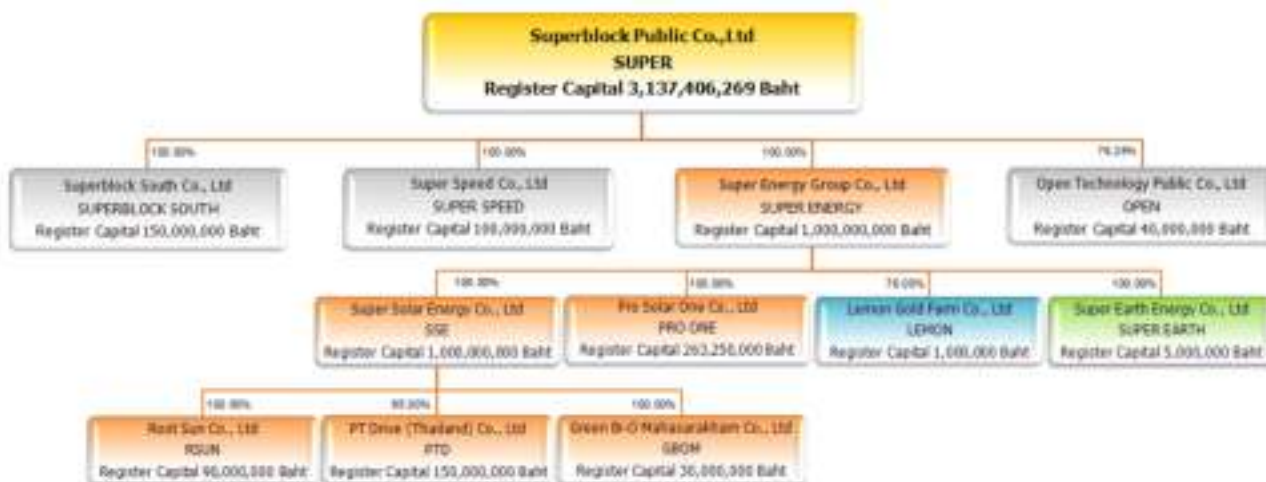 Superblock Public Co.,Ltd
SUPER
Register Capital 3,137,406,269 Baht
100.00%
100.00%
100.00%
Superblock South Co., Ltd
SUPERBLOCK SOUTH
Register Capital 150,000,000 Baht
Super Speed Co., Ltd
SUPER SPEED
Register Capital 100,000,000 Baht
Super Energy Group Co., Ltd
SUPER ENERGY
Register Capital 1,000,000,000 Baht
Open Technology Public Co., Ltd
OPEN
Register Capital 40,000,000 Baht
100.00%
100.00%
100.00%
Super Solar Energy Co., Ltd
SSE
Register Capital 1,000,000,000 Baht
Pro Solar One Co., Ltd
PRO ONE
Register Capital 263,250,000 Baht
Lemon Gold Farm Co., Ltd
LEMON
Register Capital 1,000,000 Baht
Super Earth Energy Co., Ltd
SUPER EARTH
Register Capital 5,000,000 Baht
100.00%
100.00%
Root Sun Co., Ltd
RSUN
Register Capital 90,000,000 Baht
PT Drive (Thailand) Co., Ltd
PTD
Register Capital 150,000,000 Baht
Green Bi-O Mahasarakham Co., Ltd
GBOM
Register Capital 30,000,000 Baht